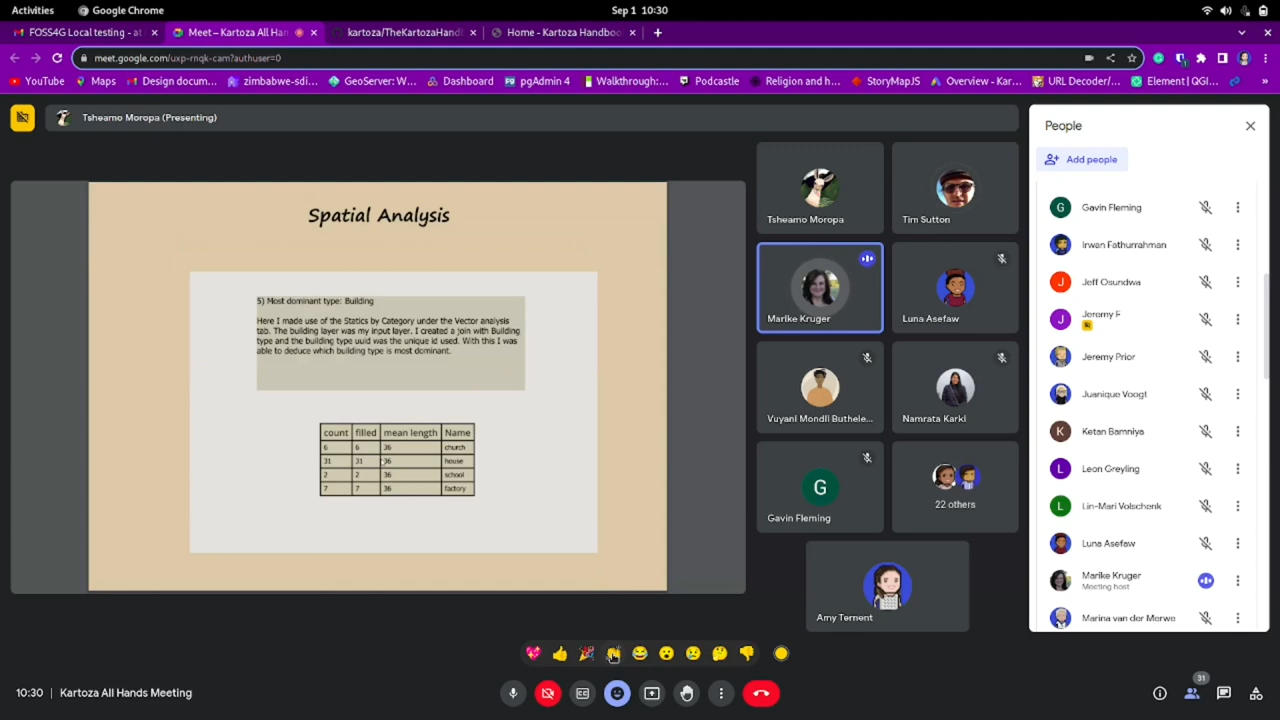 Activities
Google Chrome
Sep 1 10:30
FOSS4G Local testing - at
Meet – Kartoza All Han
kartoza/TheKartozaHandl
Home - Kartoza Handboo
meet.google.com/uxp-rnqk-cam?authuser=0
YouTube
Maps
Design docum...
zimbabwe-sdi...
GeoServer: W...
Dashboard
pgAdmin 4
Walkthrough:...
Podcastle
Religion and h...
StoryMapJS
Overview - Kar...
URL Decoder/...
Element | QGI...
»
Tsheamo Moropa (Presenting)
Spatial Analysis
5) Most dominant type: Building
Here I made use of the Statics by Category under the Vector analysis
tab. The building layer was my input layer. I created a join with Building
type and the building type uuid was the unique id used. With this I was
able to deduce which building type is most dominant.
count filled mean length Name
6 6 36 church
31 31 36 house
2 2 36 school
7 7 36 factory
Tsheamo Moropa
Tim Sutton
Marike Kruger
Luna Asefaw
Vuyani Mondli Buthele...
Namrata Karki
G
Gavin Fleming
22 others
Amy Ternent
People
Add people
G Gavin Fleming
Irwan Fathurrahman
J Jeff Osundwa
J Jeremy F
Jeremy Prior
Juanique Voogt
K Ketan Bamniya
L Leon Greyling
L Lin-Mari Volschenk
Luna Asefaw
Marike Kruger
Meeting host
Marina van der Merwe
10:30
Kartoza All Hands Meeting
31